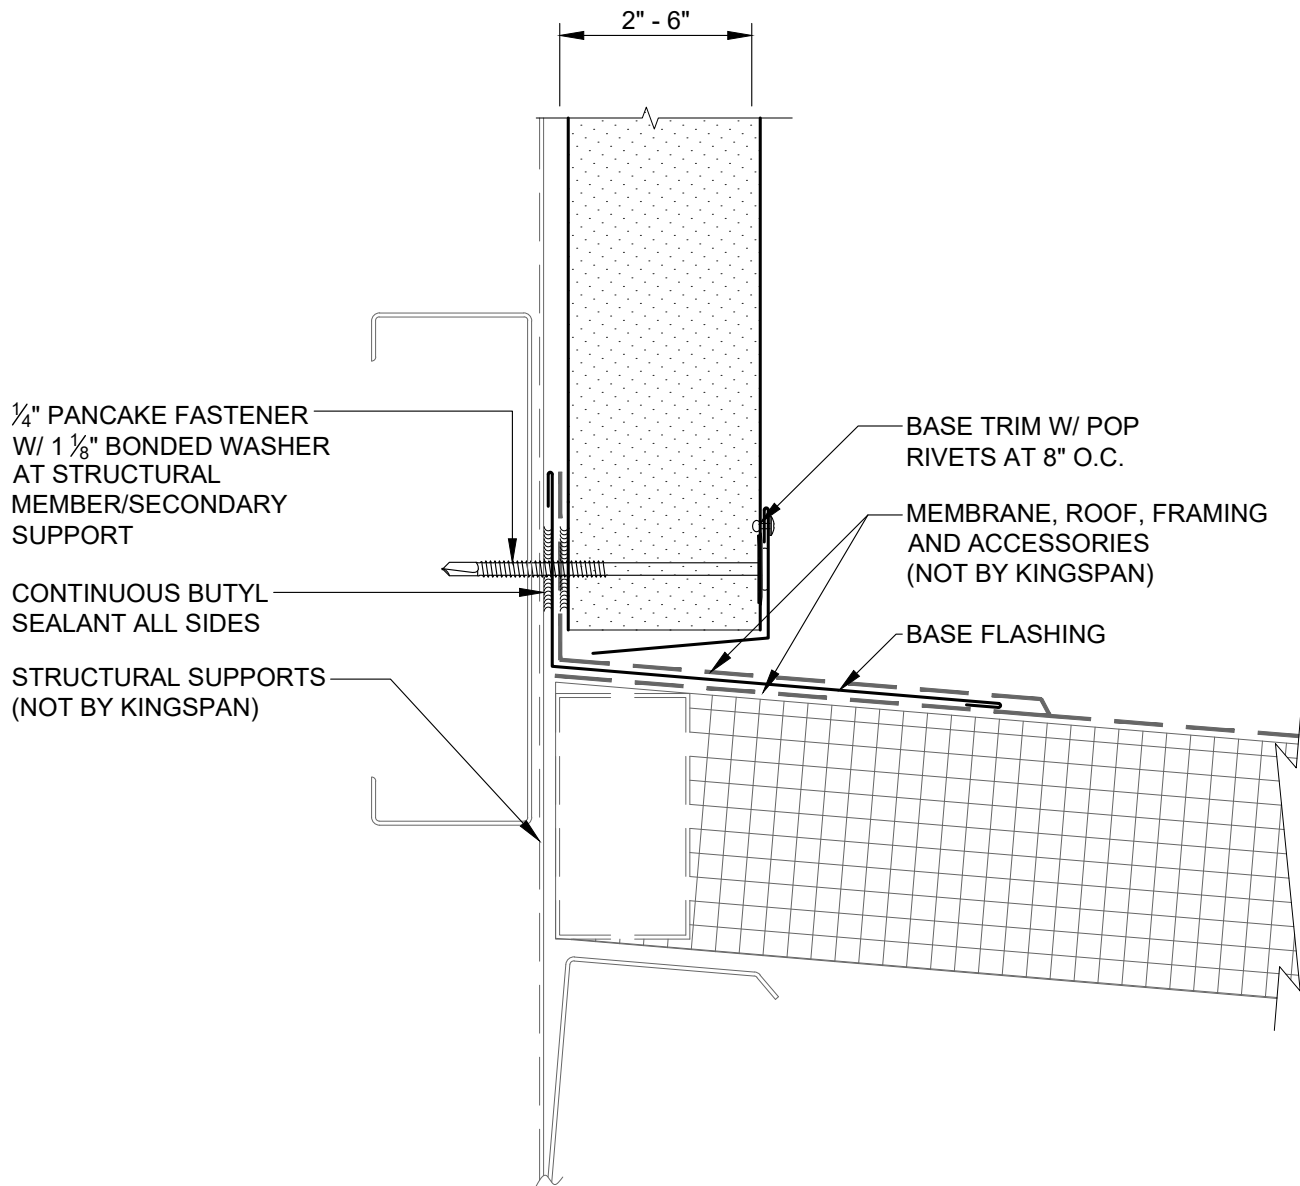 2" - 6"
¼" PANCAKE FASTENER
W/ 1 ⅛" BONDED WASHER
AT STRUCTURAL
MEMBER/SECONDARY
SUPPORT
CONTINUOUS BUTYL
SEALANT ALL SIDES
STRUCTURAL SUPPORTS
(NOT BY KINGSPAN)
BASE TRIM W/ POP
RIVETS AT 8" O.C.
MEMBRANE, ROOF, FRAMING
AND ACCESSORIES
(NOT BY KINGSPAN)
BASE FLASHING